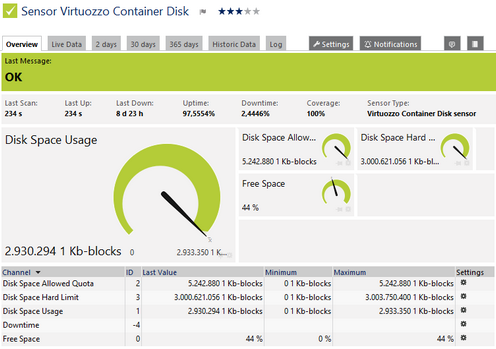 Sensor Virtuozzo Container Disk
Overview Live Data 2 days 30 days 365 days Historic Data Log Settings Notifications
Last Message:
OK
Last Scan: Last Up: Last Down: Uptime: Downtime: Coverage: Sensor Type:
234 s 234 s 8 d 23 h 97,5554% 2,4446% 100% Virtuozzo Container Disk sensor
Disk Space Usage
2.930.294 1 Kb-blocks 0 2.933.350 1 K...
Disk Space Allow...
5.242.880 1 Kb-blocks
Disk Space Hard ...
3.000.621.056 1 Kb-bl...
Free Space
44 %
Channel ID Last Value Minimum Maximum Settings
Disk Space Allowed Quota 2 5.242.880 1 Kb-blocks 0 1 Kb-blocks 5.242.880 1 Kb-blocks
Disk Space Hard Limit 3 3.000.621.056 1 Kb-blocks 0 1 Kb-blocks 3.003.750.400 1 Kb-blocks
Disk Space Usage 1 2.930.294 1 Kb-blocks 0 1 Kb-blocks 2.933.350 1 Kb-blocks
Downtime -4
Free Space 0 44 % 0 % 44 %